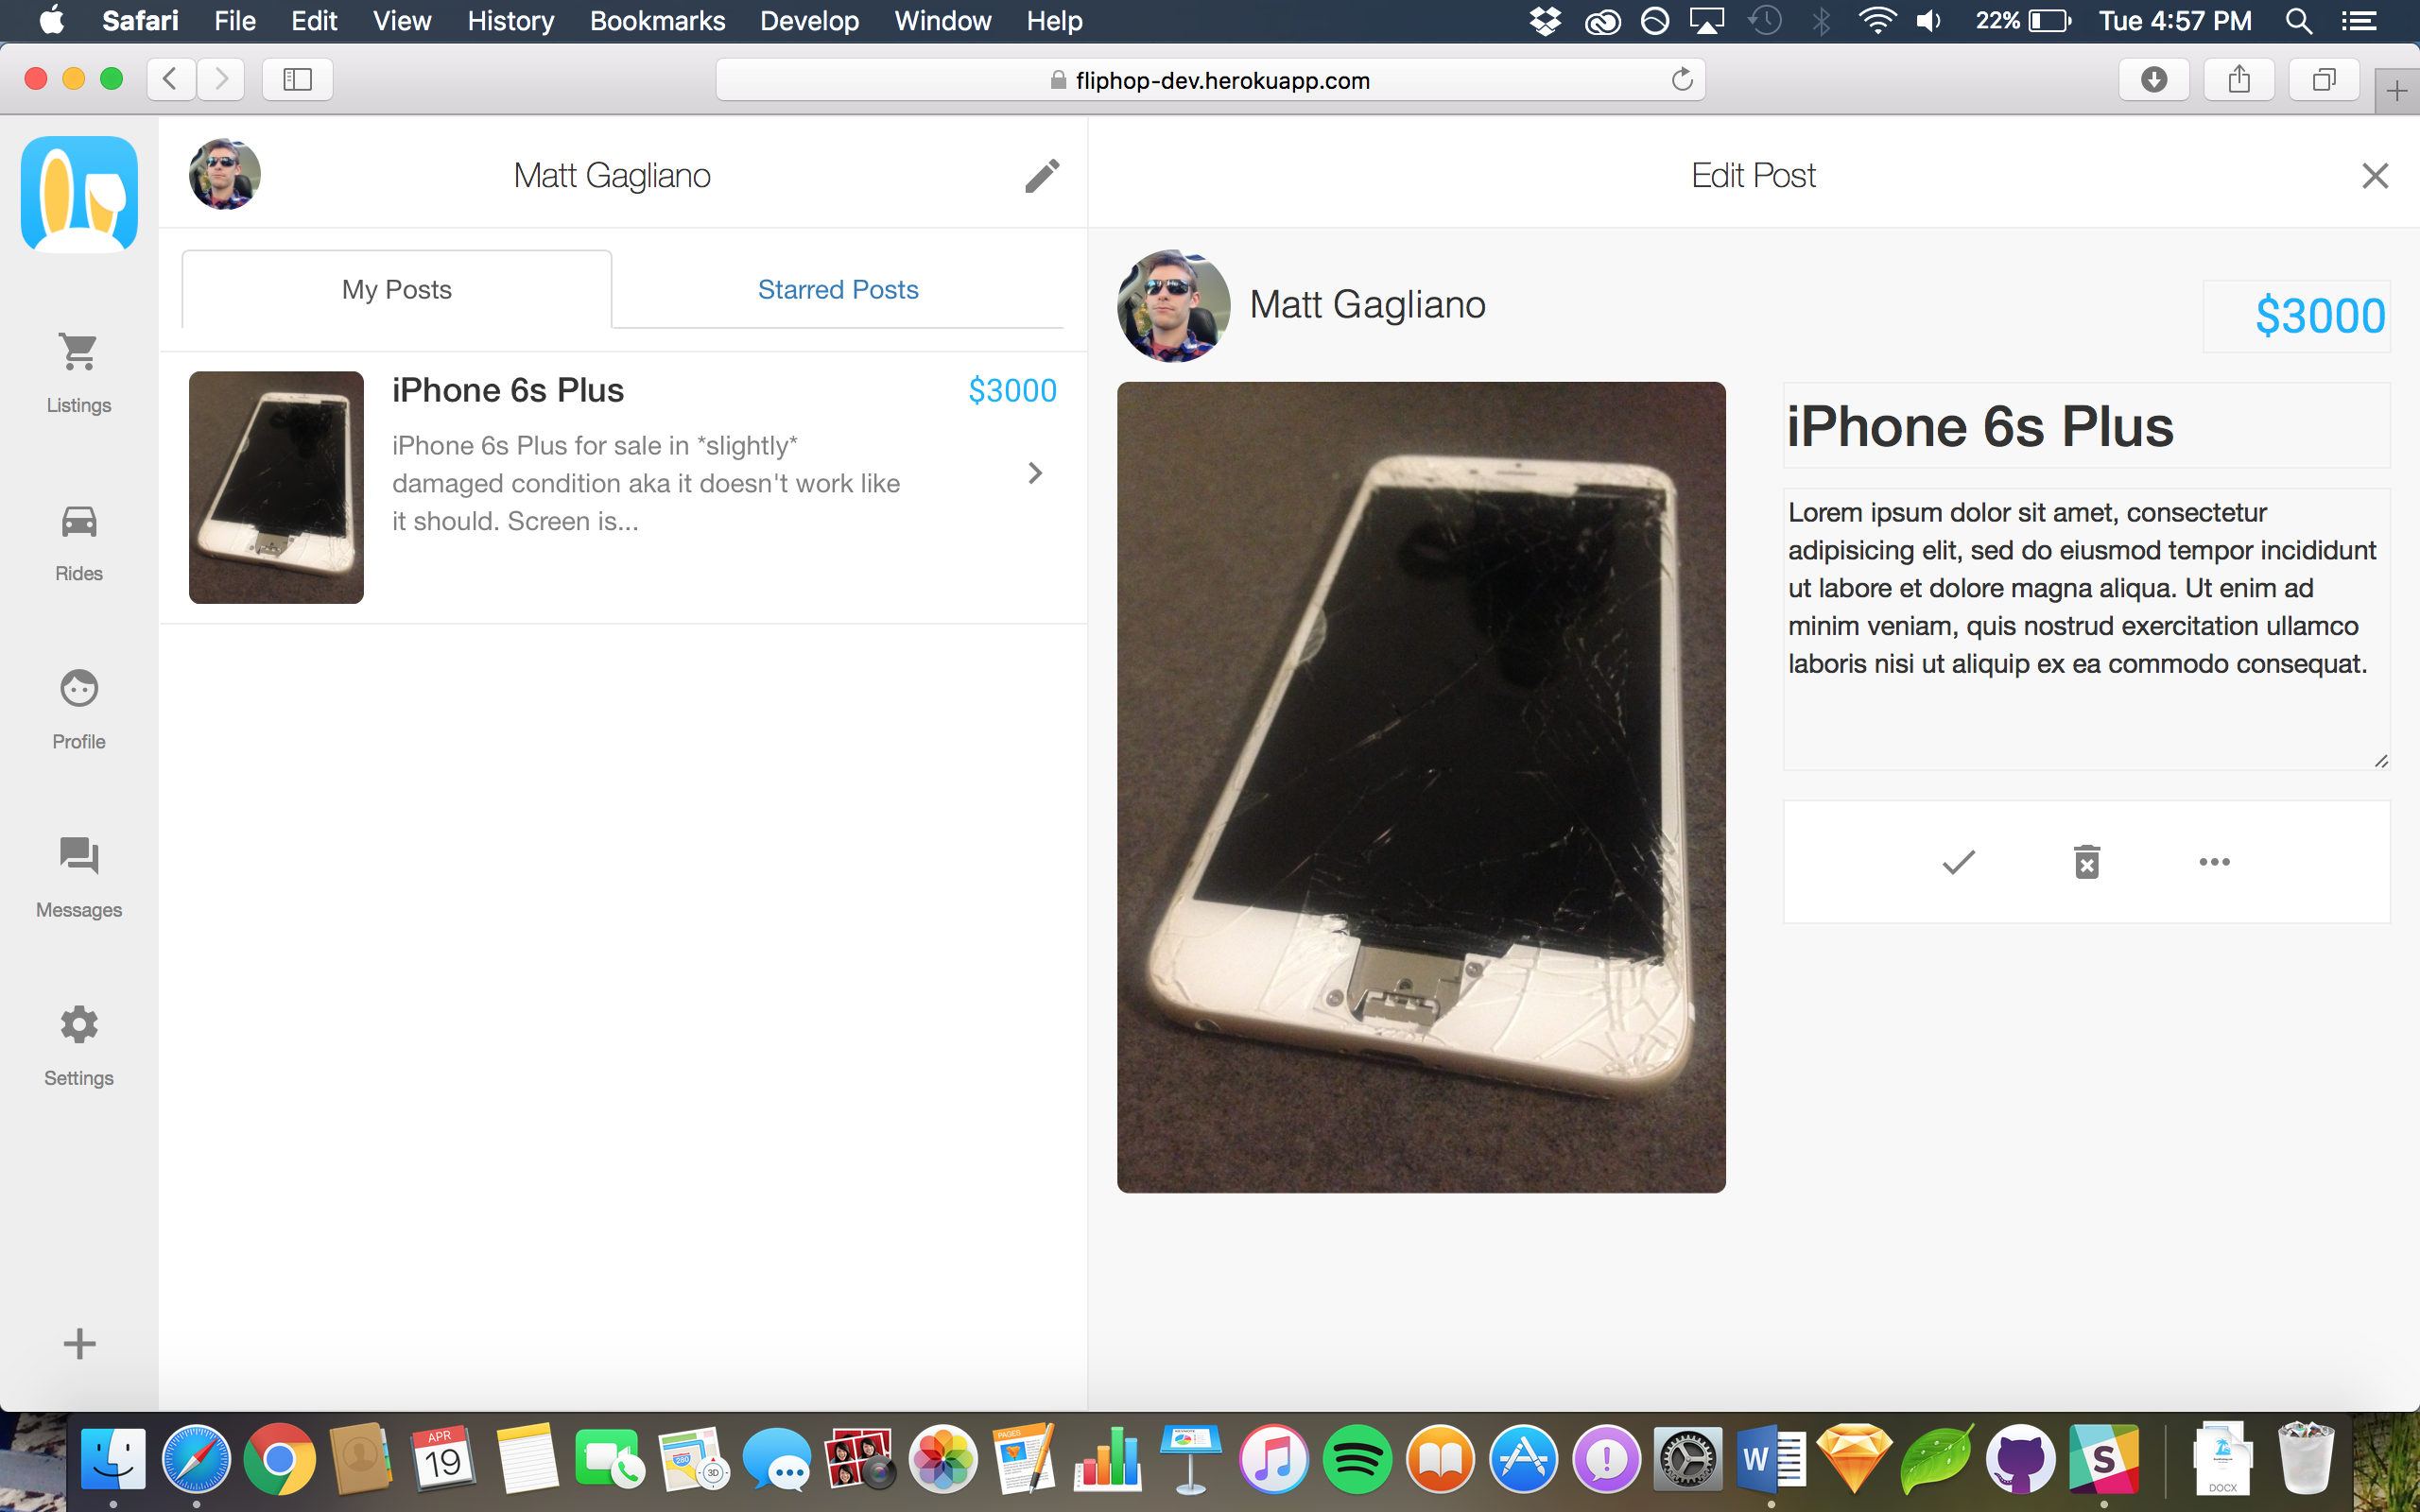 Safari File Edit View History Bookmarks Develop Window Help 22% Tue 4:57 PM
fliphop-dev.herokuapp.com
Matt Gagliano
Edit Post
My Posts Starred Posts
Matt Gagliano
$3000
Listings
Rides
Profile
Messages
Settings
iPhone 6s Plus $3000
iPhone 6s Plus for sale in *slightly*
damaged condition aka it doesn't work like
it should. Screen is...
iPhone 6s Plus
Lorem ipsum dolor sit amet, consectetur
adipisicing elit, sed do eiusmod tempor incididunt
ut labore et dolore magna aliqua. Ut enim ad
minim veniam, quis nostrud exercitation ullamco
laboris nisi ut aliquip ex ea commodo consequat.
APR
19
280
3D
PAGES
W
S
DOCX